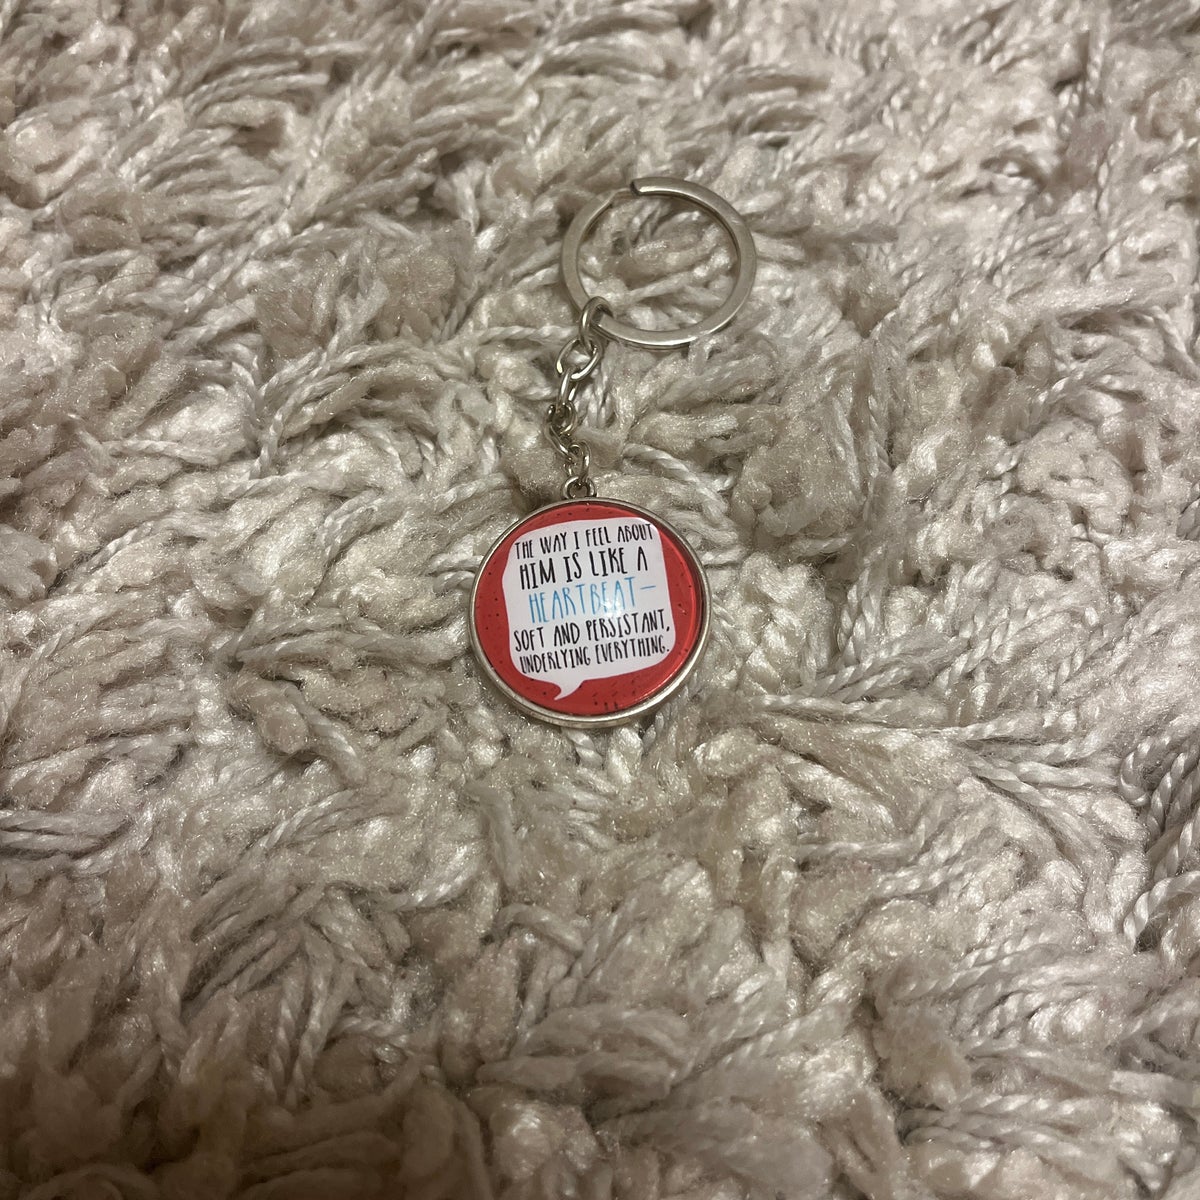 THE WAY I FEEL ABOUT
HIM IS LIKE A
HEARTBEAT—
SOFT AND PERSISTANT,
UNDERLYING EVERYTHING.